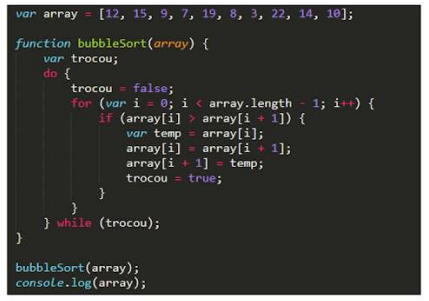 var array = [12, 15, 9, 7, 19, 8, 3, 22, 14, 10];
function bubbleSort(array) {
    var trocou;
    do {
        trocou = false;
        for (var i = 0; i < array.length - 1; i++) {
            if (array[i] > array[i + 1]) {
                var temp = array[i];
                array[i] = array[i + 1];
                array[i + 1] = temp;
                trocou = true;
            }
        }
    } while (trocou);
}
bubbleSort(array);
console.log(array);